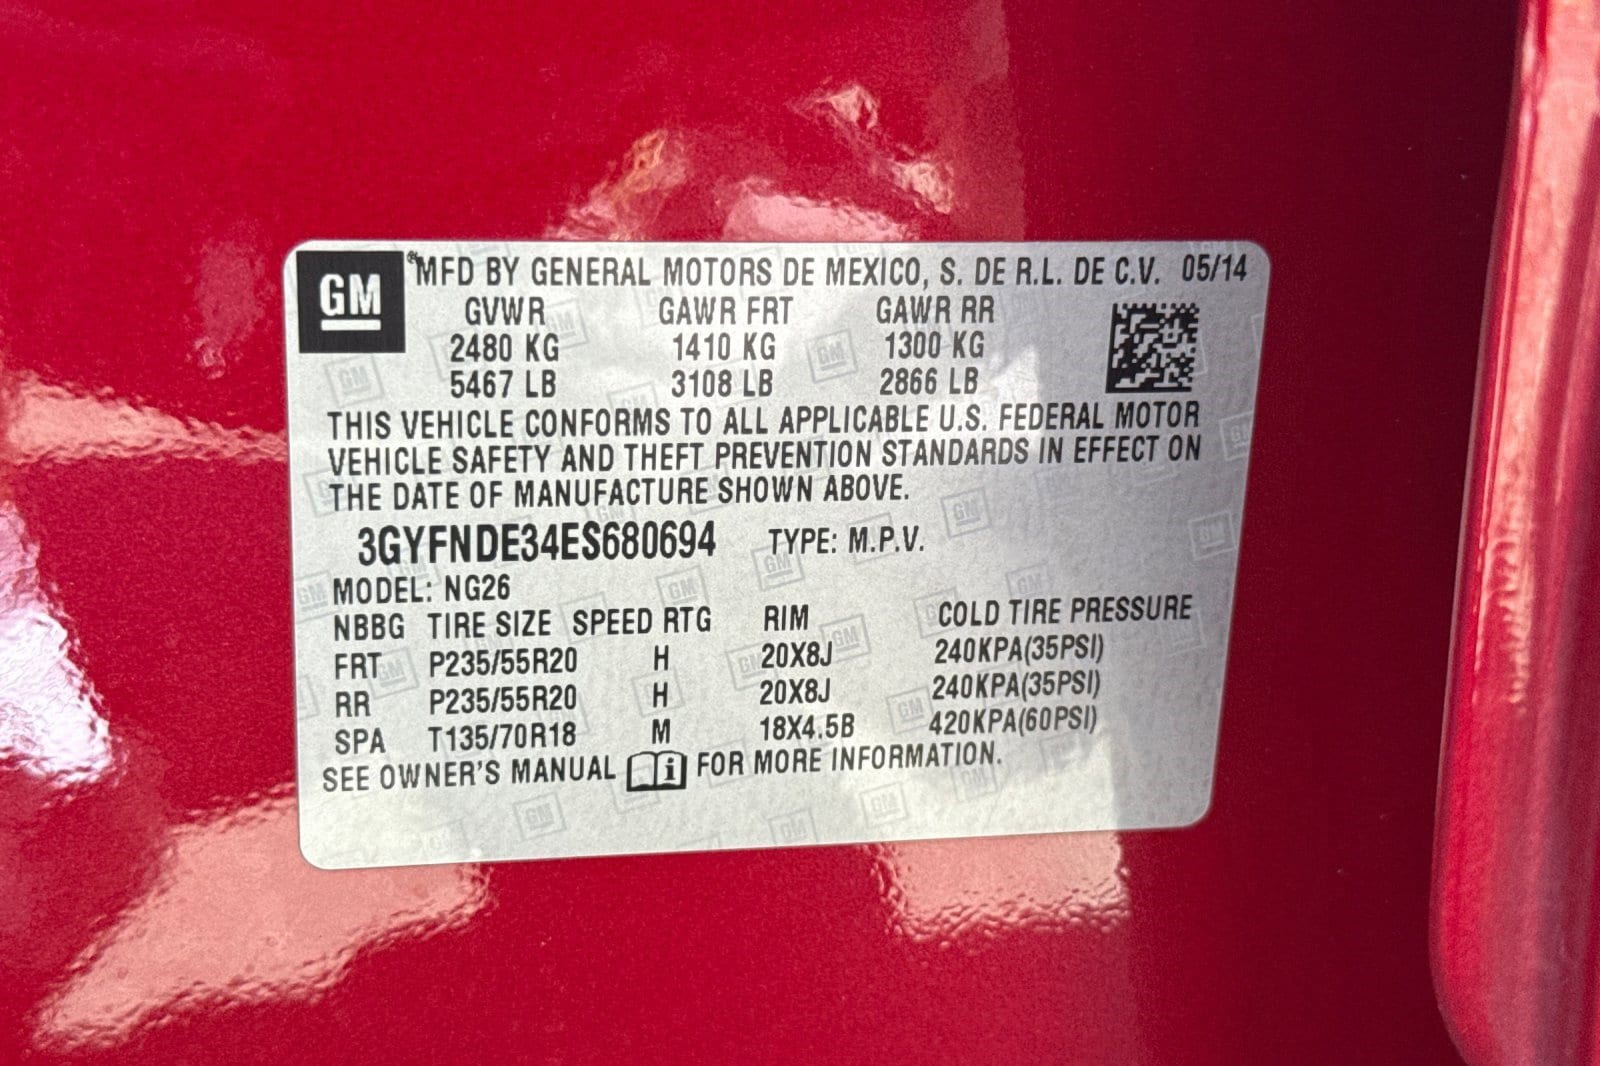 GM ® MFD BY GENERAL MOTORS DE MEXICO, S. DE R.L. DE C.V. 05/14
GVWR GAWR FRT GAWR RR
2480 KG 1410 KG 1300 KG
5467 LB 3108 LB 2866 LB
THIS VEHICLE CONFORMS TO ALL APPLICABLE U.S. FEDERAL MOTOR
VEHICLE SAFETY AND THEFT PREVENTION STANDARDS IN EFFECT ON
THE DATE OF MANUFACTURE SHOWN ABOVE.
3GYFNDE34ES680694 TYPE: M.P.V.
MODEL: NG26
NBBG TIRE SIZE SPEED RTG RIM COLD TIRE PRESSURE
FRT P235/55R20 H 20X8J 240KPA(35PSI)
RR P235/55R20 H 20X8J 240KPA(35PSI)
SPA T135/70R18 M 18X4.5B 420KPA(60PSI)
SEE OWNER'S MANUAL i FOR MORE INFORMATION.